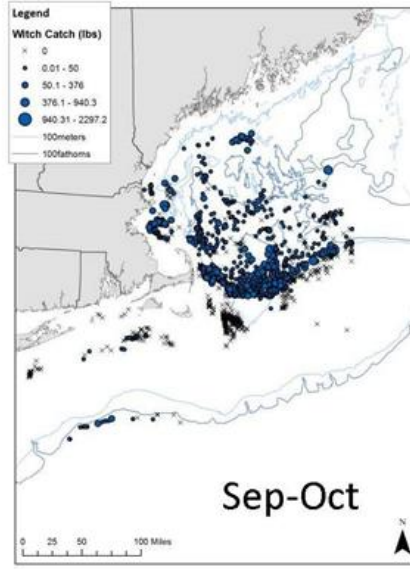 Legend
Witch Catch (lbs)
0
0.01 - 50
50.1 - 376
376.1 - 940.3
940.31 - 2297.2
100meters
100fathoms
Sep-Oct
N
0 25 50 100 Miles